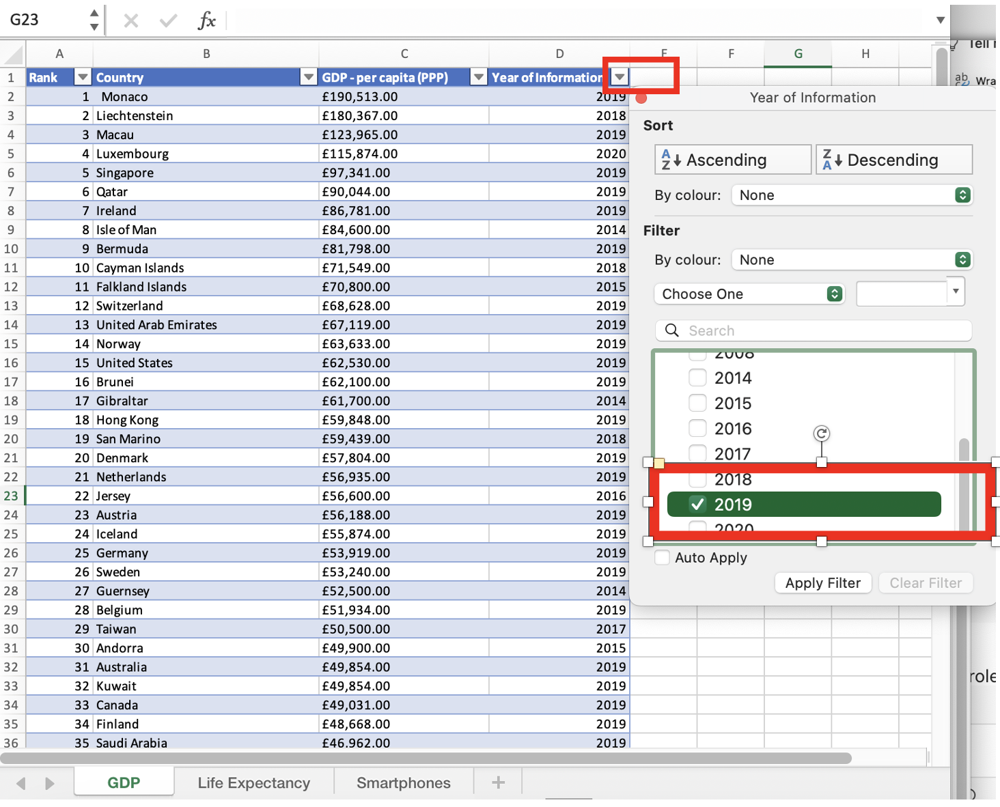 G23 fx
A B C D E F G H
Tell
1 Rank Country GDP - per capita (PPP) Year of Information
Wra
2 1 Monaco £190,513.00 2019
3 2 Liechtenstein £180,367.00 2018
4 3 Macau £123,965.00 2019
5 4 Luxembourg £115,874.00 2020
6 5 Singapore £97,341.00 2019
7 6 Qatar £90,044.00 2019
8 7 Ireland £86,781.00 2019
9 8 Isle of Man £84,600.00 2014
10 9 Bermuda £81,798.00 2019
11 10 Cayman Islands £71,549.00 2018
12 11 Falkland Islands £70,800.00 2015
13 12 Switzerland £68,628.00 2019
14 13 United Arab Emirates £67,119.00 2019
15 14 Norway £63,633.00 2019
16 15 United States £62,530.00 2019
17 16 Brunei £62,100.00 2019
18 17 Gibraltar £61,700.00 2014
19 18 Hong Kong £59,848.00 2019
20 19 San Marino £59,439.00 2018
21 20 Denmark £57,804.00 2019
22 21 Netherlands £56,935.00 2019
23 22 Jersey £56,600.00 2016
24 23 Austria £56,188.00 2019
25 24 Iceland £55,874.00 2019
26 25 Germany £53,919.00 2019
27 26 Sweden £53,240.00 2019
28 27 Guernsey £52,500.00 2014
29 28 Belgium £51,934.00 2019
30 29 Taiwan £50,500.00 2017
31 30 Andorra £49,900.00 2015
32 31 Australia £49,854.00 2019
33 32 Kuwait £49,854.00 2019
34 33 Canada £49,031.00 2019
35 34 Finland £48,668.00 2019
36 35 Saudi Arabia £46,962.00 2019
Year of Information
Sort
Ascending Descending
By colour: None
Filter
By colour: None
Choose One
Search
2008
2014
2015
2016
2017
2018
2019
2020
Auto Apply
Apply Filter Clear Filter
role
GDP Life Expectancy Smartphones +